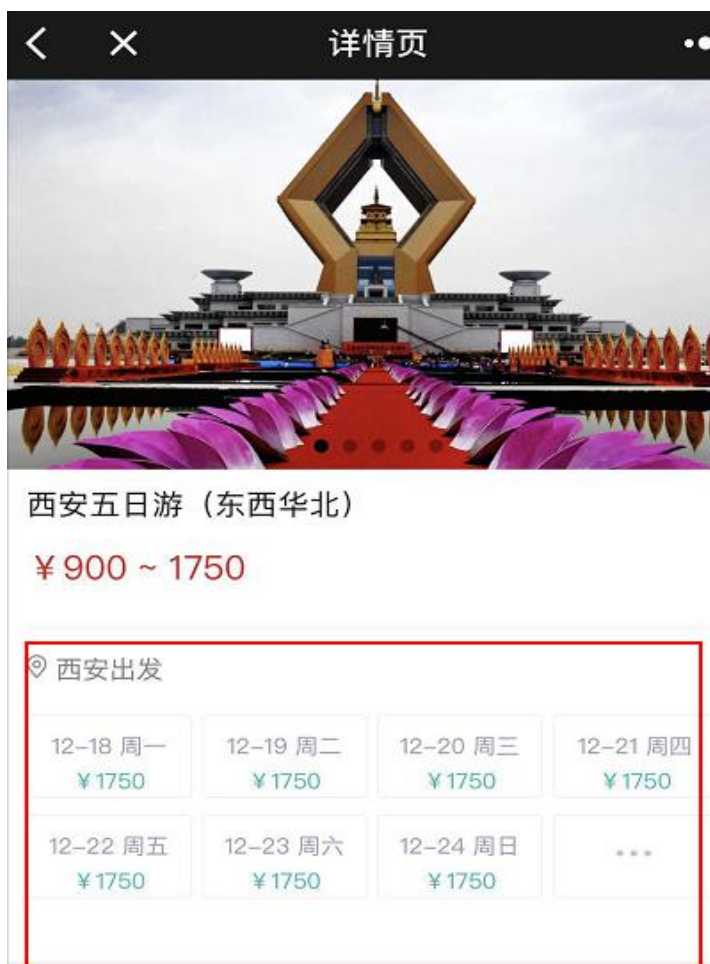 详情页
西安五日游（东西华北）
￥900 ~ 1750
西安出发
12-18 周一 12-19 周二 12-20 周三 12-21 周四
￥1750 ￥1750 ￥1750 ￥1750
12-22 周五 12-23 周六 12-24 周日 ...
￥1750 ￥1750 ￥1750